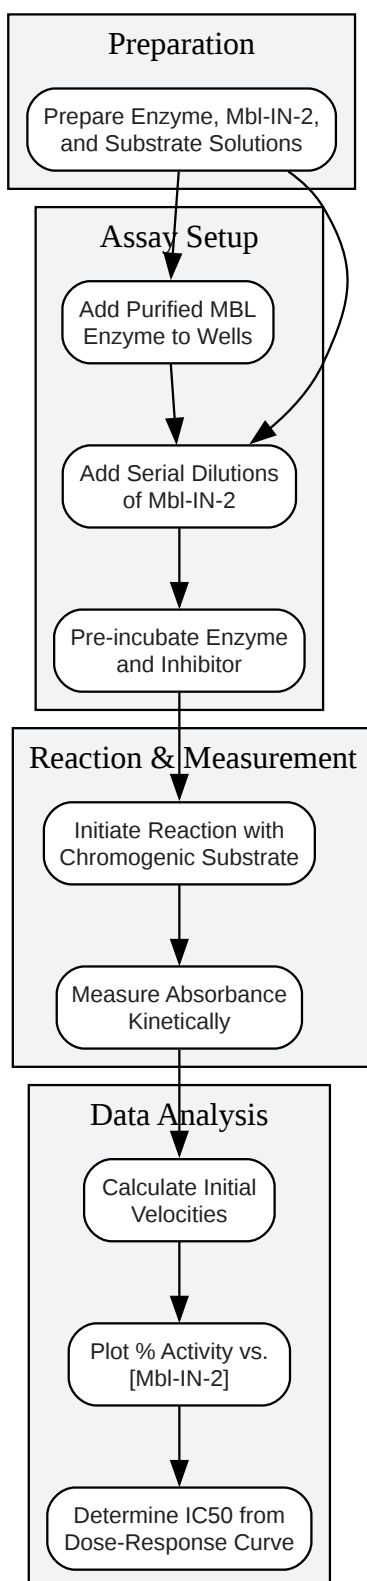 Preparation
Prepare Enzyme, Mbl-IN-2,
and Substrate Solutions
Assay Setup
Add Purified MBL
Enzyme to Wells
Add Serial Dilutions
of Mbl-IN-2
Pre-incubate Enzyme
and Inhibitor
Reaction & Measurement
Initiate Reaction with
Chromogenic Substrate
Measure Absorbance
Kinetically
Data Analysis
Calculate Initial
Velocities
Plot % Activity vs.
[Mbl-IN-2]
Determine IC50 from
Dose-Response Curve